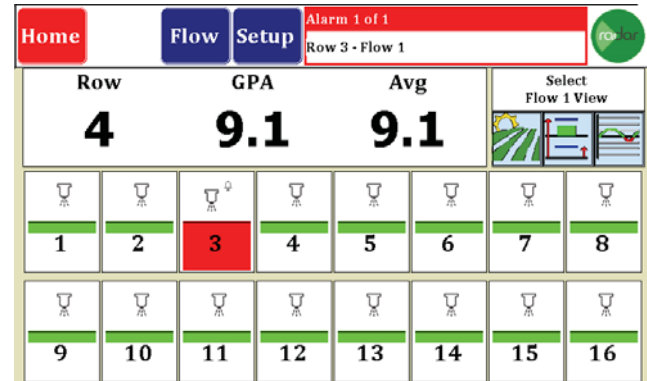 Home
Flow
Setup
Alarm 1 of 1
Row 3 - Flow 1
radar
Row
GPA
Avg
Select
Flow 1 View
4
9.1
9.1
1
2
3
4
5
6
7
8
9
10
11
12
13
14
15
16